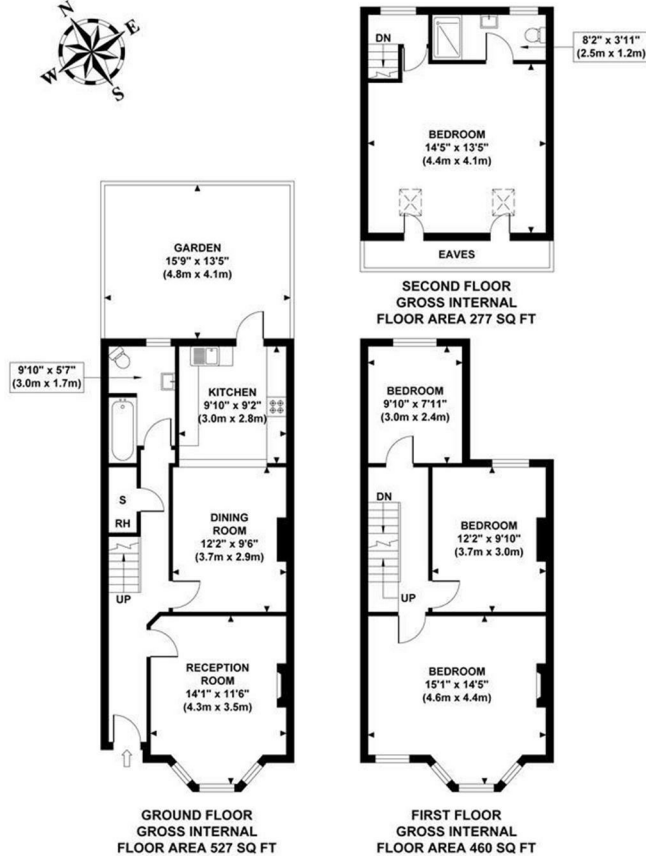 N
E
W
S
DN
8'2" x 3'11"
(2.5m x 1.2m)
BEDROOM
14'5" x 13'5"
(4.4m x 4.1m)
EAVES
SECOND FLOOR
GROSS INTERNAL
FLOOR AREA 277 SQ FT
GARDEN
15'9" x 13'5"
(4.8m x 4.1m)
9'10" x 5'7"
(3.0m x 1.7m)
KITCHEN
9'10" x 9'2"
(3.0m x 2.8m)
S
RH
DINING
ROOM
12'2" x 9'6"
(3.7m x 2.9m)
UP
RECEPTION
ROOM
14'1" x 11'6"
(4.3m x 3.5m)
GROUND FLOOR
GROSS INTERNAL
FLOOR AREA 527 SQ FT
BEDROOM
9'10" x 7'11"
(3.0m x 2.4m)
DN
BEDROOM
12'2" x 9'10"
(3.7m x 3.0m)
UP
BEDROOM
15'1" x 14'5"
(4.6m x 4.4m)
FIRST FLOOR
GROSS INTERNAL
FLOOR AREA 460 SQ FT